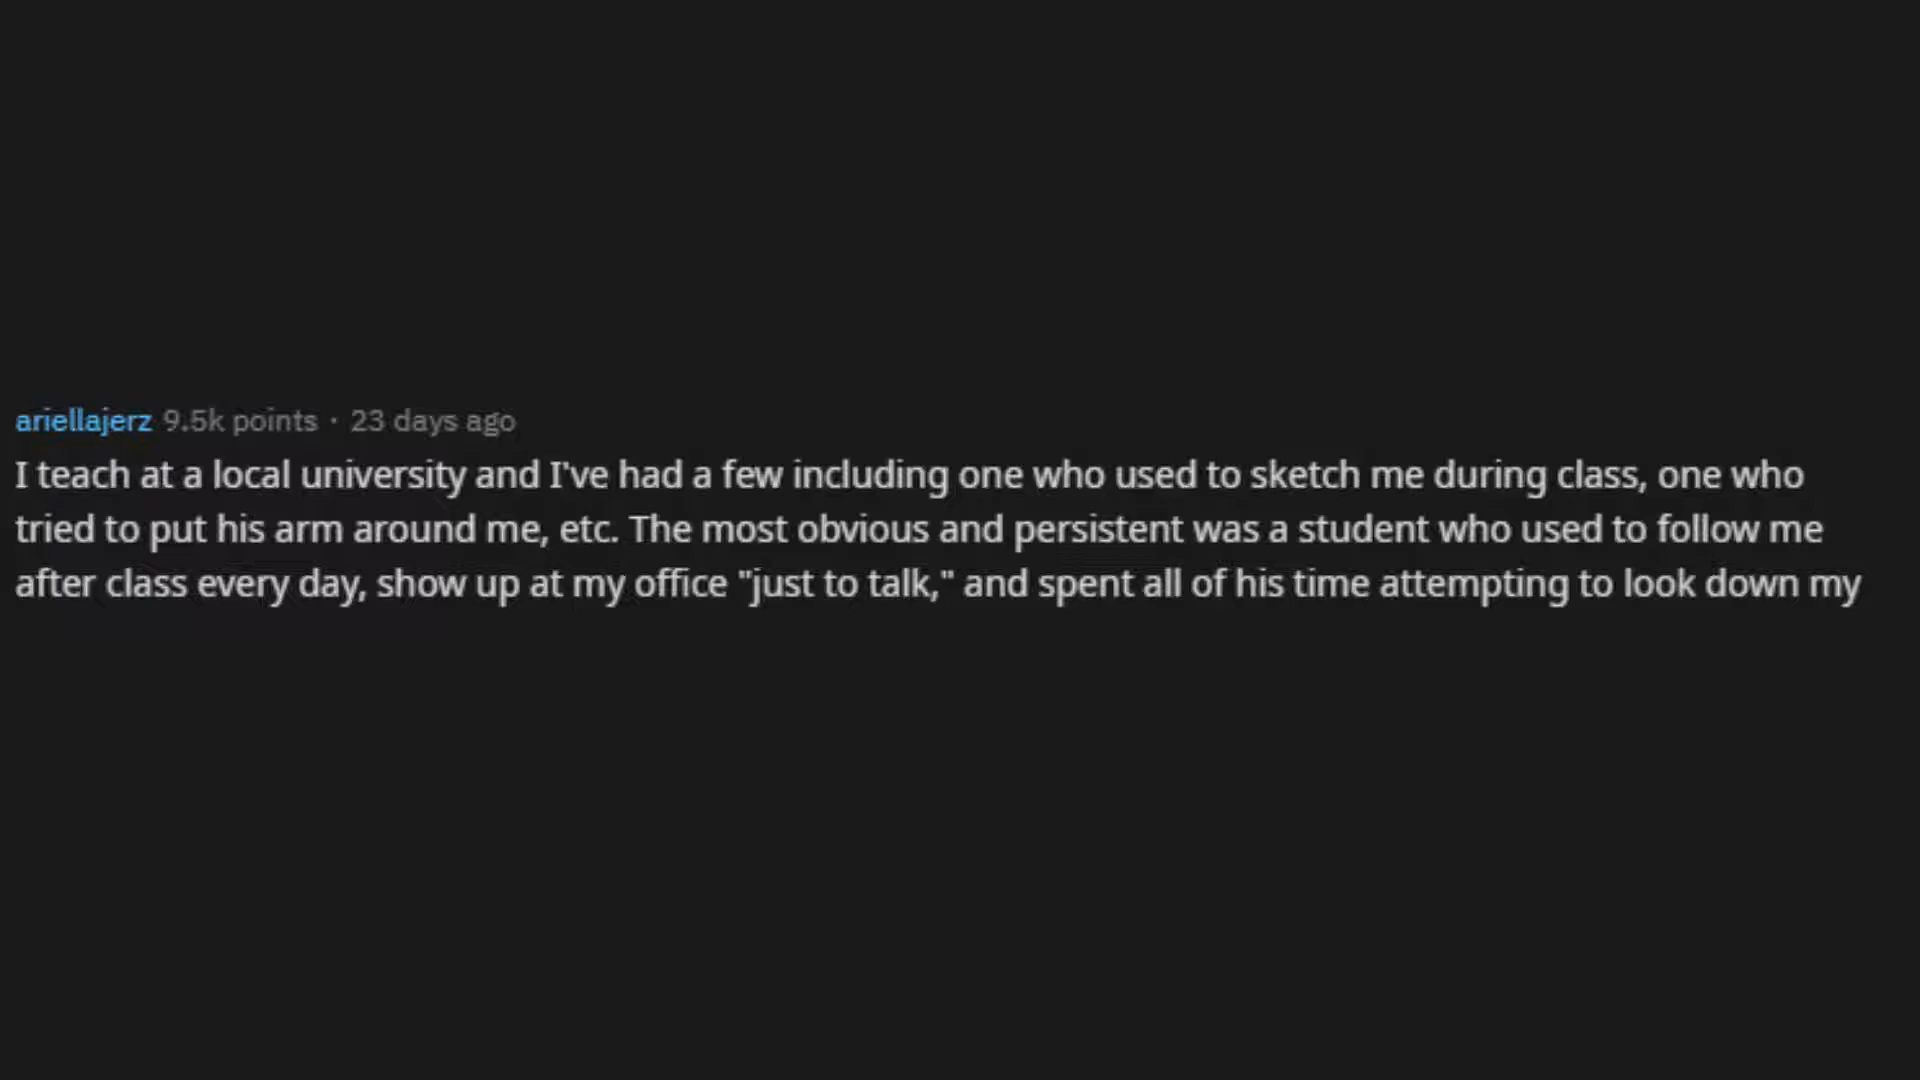 ariellajerz 9.5k points · 23 days ago
I teach at a local university and I've had a few including one who used to sketch me during class, one who
tried to put his arm around me, etc. The most obvious and persistent was a student who used to follow me
after class every day, show up at my office "just to talk," and spent all of his time attempting to look down my